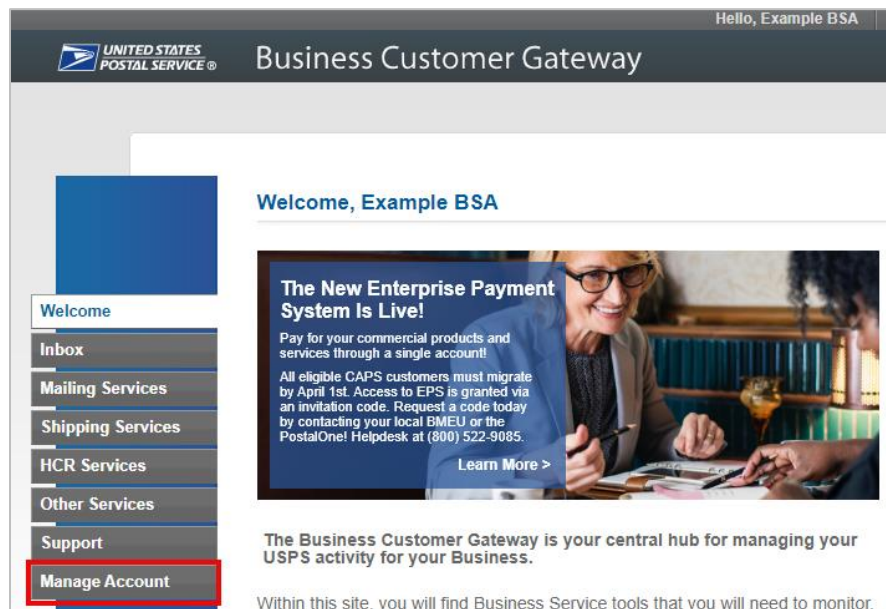 Hello, Example BSA
UNITED STATES
POSTAL SERVICE ®
Business Customer Gateway
Welcome, Example BSA
The New Enterprise Payment
System Is Live!
Pay for your commercial products and
services through a single account!
All eligible CAPS customers must migrate
by April 1st. Access to EPS is granted via
an invitation code. Request a code today
by contacting your local BMEU or the
PostalOne! Helpdesk at (800) 522-9085.
Learn More >
Welcome
Inbox
Mailing Services
Shipping Services
HCR Services
Other Services
Support
Manage Account
The Business Customer Gateway is your central hub for managing your
USPS activity for your Business.
Within this site, you will find Business Service tools that you will need to monitor,